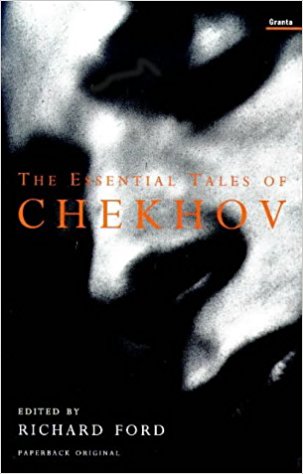 Granta
THE ESSENTIAL TALES OF
CHEKHOV
EDITED BY
RICHARD FORD
PAPERBACK ORIGINAL